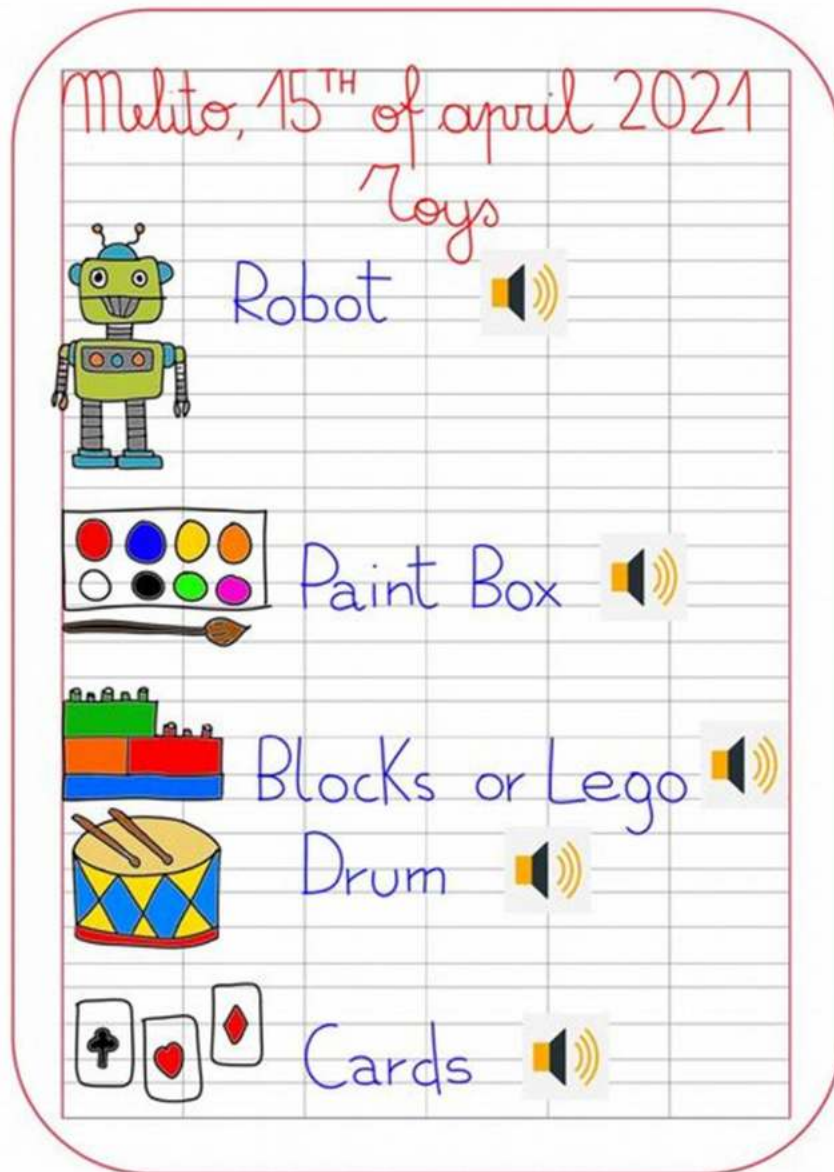 Melito, 15TH of april 2021
Toys
Robot
Paint Box
Blocks or Lego
Drum
Cards